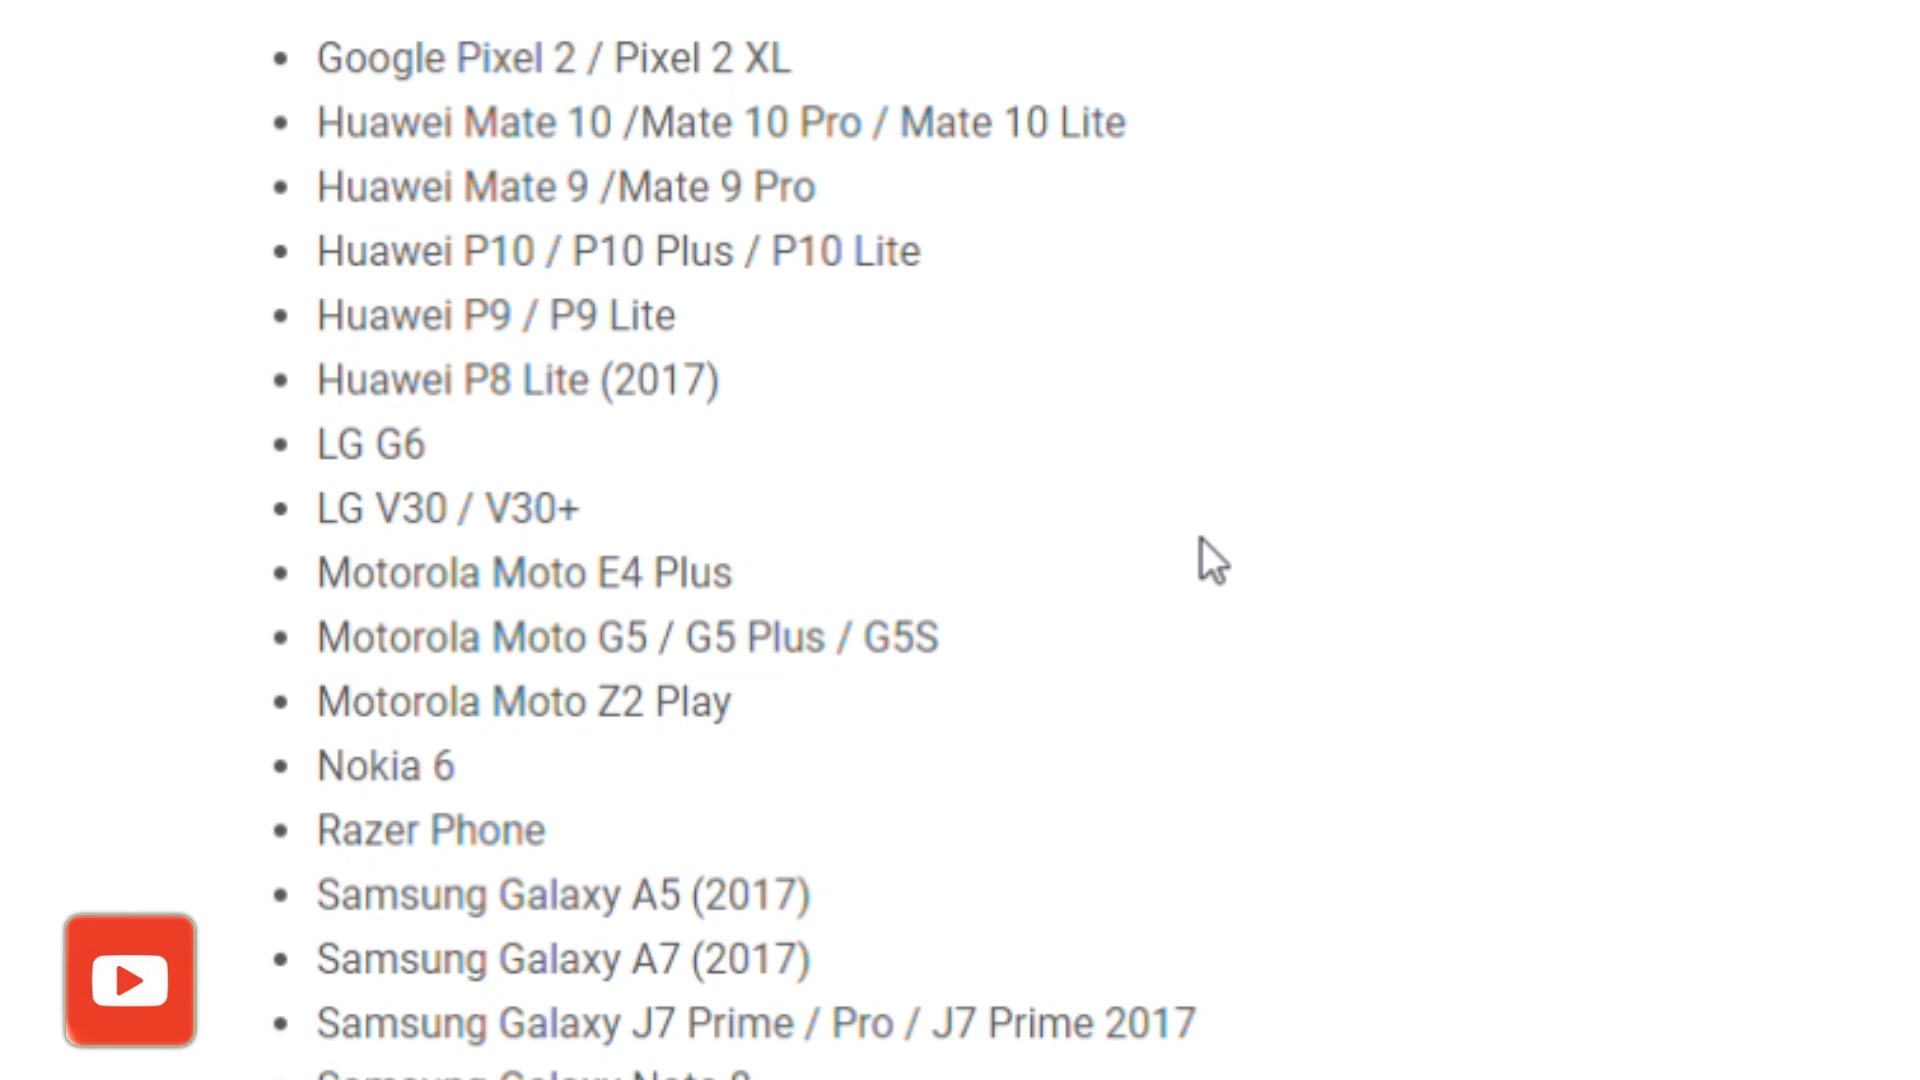 • Google Pixel 2 / Pixel 2 XL
• Huawei Mate 10 /Mate 10 Pro / Mate 10 Lite
• Huawei Mate 9 /Mate 9 Pro
• Huawei P10 / P10 Plus / P10 Lite
• Huawei P9 / P9 Lite
• Huawei P8 Lite (2017)
• LG G6
• LG V30 / V30+
• Motorola Moto E4 Plus
• Motorola Moto G5 / G5 Plus / G5S
• Motorola Moto Z2 Play
• Nokia 6
• Razer Phone
• Samsung Galaxy A5 (2017)
• Samsung Galaxy A7 (2017)
• Samsung Galaxy J7 Prime / Pro / J7 Prime 2017
Samsung Galaxy Note